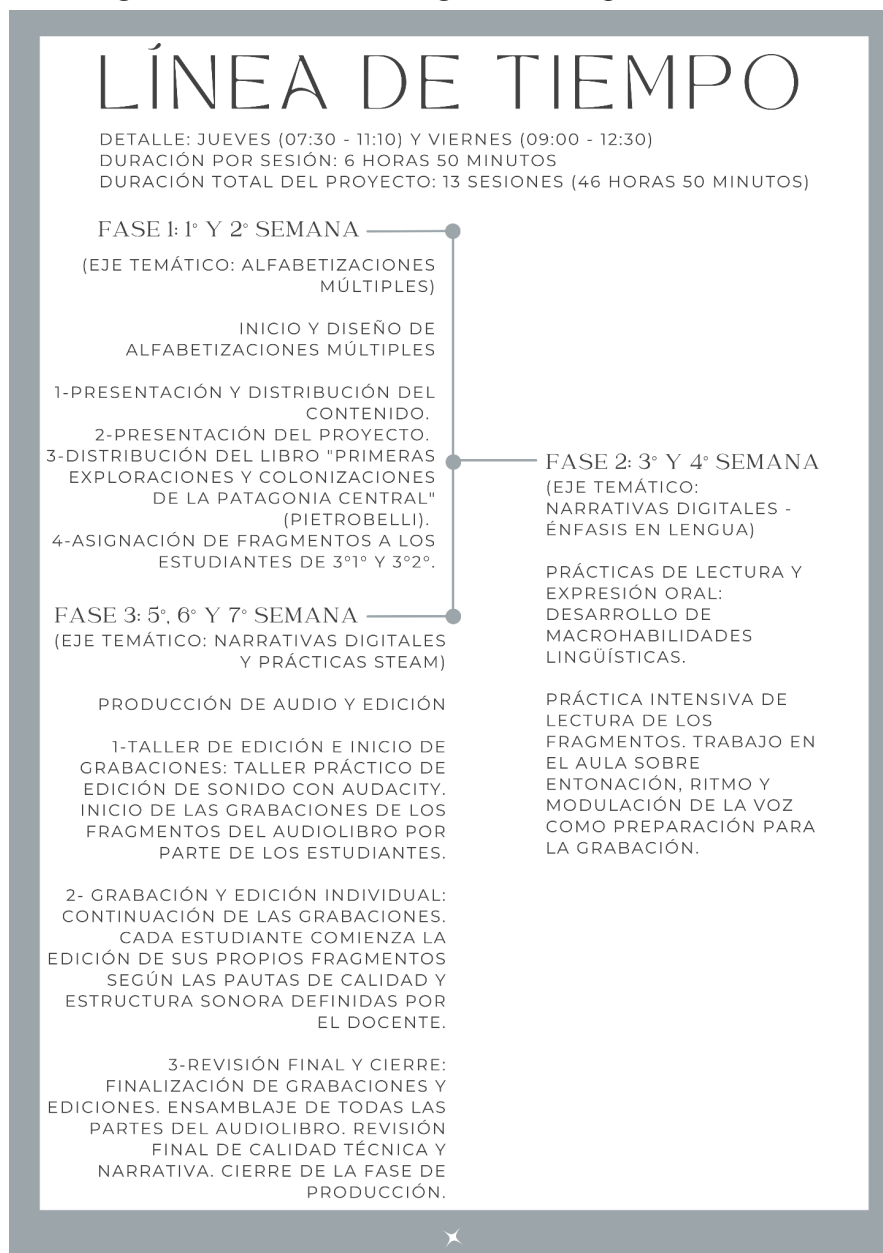 LÍNEA DE TIEMPO
DETALLE: JUEVES (07:30 - 11:10) Y VIERNES (09:00 - 12:30)
DURACIÓN POR SESIÓN: 6 HORAS 50 MINUTOS
DURACIÓN TOTAL DEL PROYECTO: 13 SESIONES (46 HORAS 50 MINUTOS)
FASE 1: 1° Y 2° SEMANA
(EJE TEMÁTICO: ALFABETIZACIONES
MÚLTIPLES)
INICIO Y DISEÑO DE
ALFABETIZACIONES MÚLTIPLES
1-PRESENTACIÓN Y DISTRIBUCIÓN DEL
CONTENIDO.
2-PRESENTACIÓN DEL PROYECTO.
3-DISTRIBUCIÓN DEL LIBRO "PRIMERAS
EXPLORACIONES Y COLONIZACIONES
DE LA PATAGONIA CENTRAL"
(PIETROBELLI).
4-ASIGNACIÓN DE FRAGMENTOS A LOS
ESTUDIANTES DE 3°1° Y 3°2°.
FASE 2: 3° Y 4° SEMANA
(EJE TEMÁTICO:
NARRATIVAS DIGITALES -
ÉNFASIS EN LENGUA)
PRÁCTICAS DE LECTURA Y
EXPRESIÓN ORAL:
DESARROLLO DE
MACROHABILIDADES
LINGÜÍSTICAS.
PRÁCTICA INTENSIVA DE
LECTURA DE LOS
FRAGMENTOS. TRABAJO EN
EL AULA SOBRE
ENTONACIÓN, RITMO Y
MODULACIÓN DE LA VOZ
COMO PREPARACIÓN PARA
LA GRABACIÓN.
FASE 3: 5°, 6° Y 7° SEMANA
(EJE TEMÁTICO: NARRATIVAS DIGITALES
Y PRÁCTICAS STEAM)
PRODUCCIÓN DE AUDIO Y EDICIÓN
1-TALLER DE EDICIÓN E INICIO DE
GRABACIONES: TALLER PRÁCTICO DE
EDICIÓN DE SONIDO CON AUDACITY.
INICIO DE LAS GRABACIONES DE LOS
FRAGMENTOS DEL AUDIOLIBRO POR
PARTE DE LOS ESTUDIANTES.
2- GRABACIÓN Y EDICIÓN INDIVIDUAL:
CONTINUACIÓN DE LAS GRABACIONES.
CADA ESTUDIANTE COMIENZA LA
EDICIÓN DE SUS PROPIOS FRAGMENTOS
SEGÚN LAS PAUTAS DE CALIDAD Y
ESTRUCTURA SONORA DEFINIDAS POR
EL DOCENTE.
3-REVISIÓN FINAL Y CIERRE:
FINALIZACIÓN DE GRABACIONES Y
EDICIONES. ENSAMBLAJE DE TODAS LAS
PARTES DEL AUDIOLIBRO. REVISIÓN
FINAL DE CALIDAD TÉCNICA Y
NARRATIVA. CIERRE DE LA FASE DE
PRODUCCIÓN.